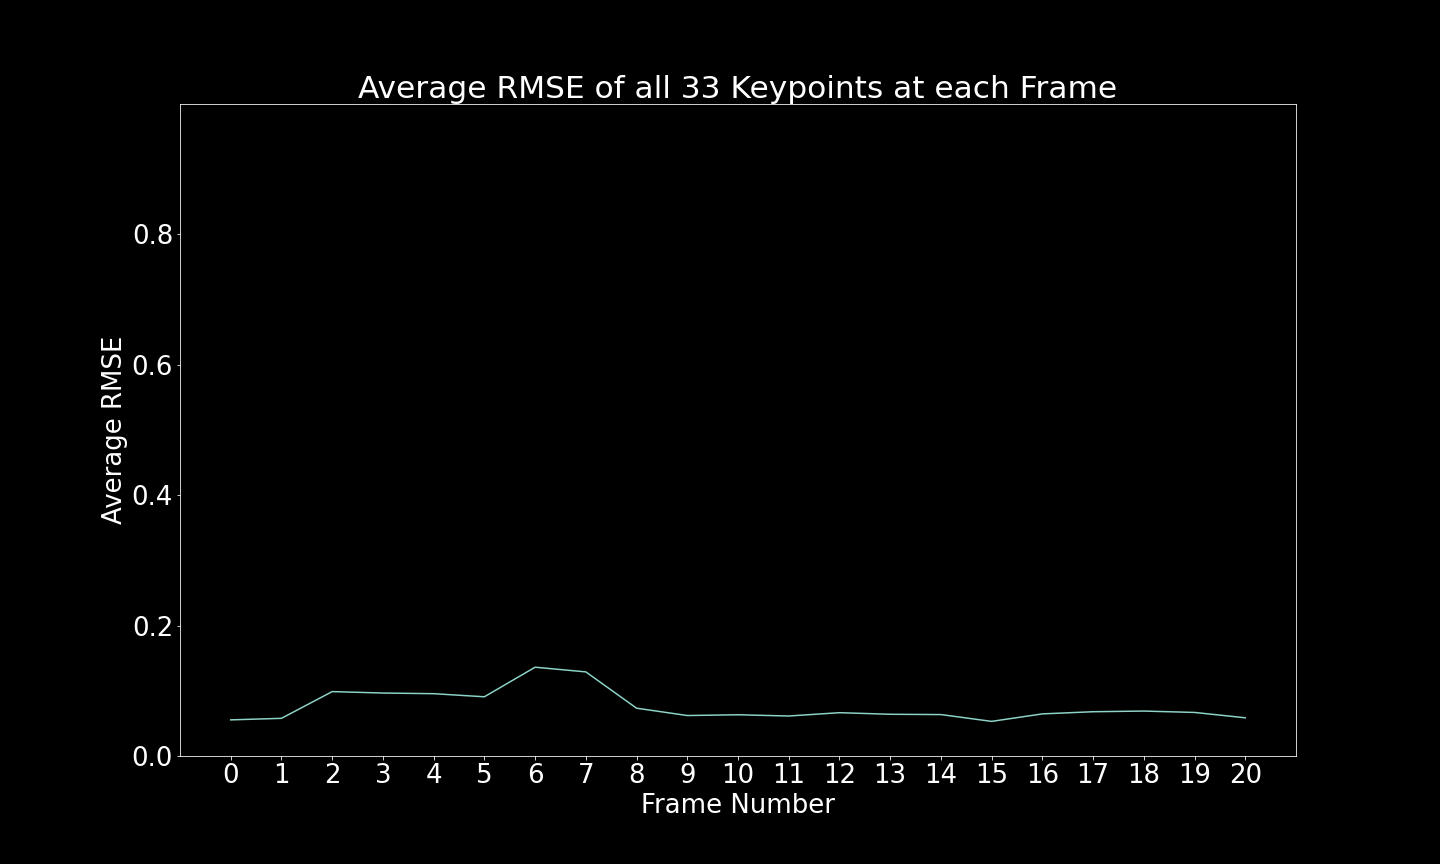 Average RMSE of all 33 Keypoints at each Frame
0.8
0.6
0.4
0.2
0.0
Average RMSE
0 1 2 3 4 5 6 7 8 9 10 11 12 13 14 15 16 17 18 19 20
Frame Number